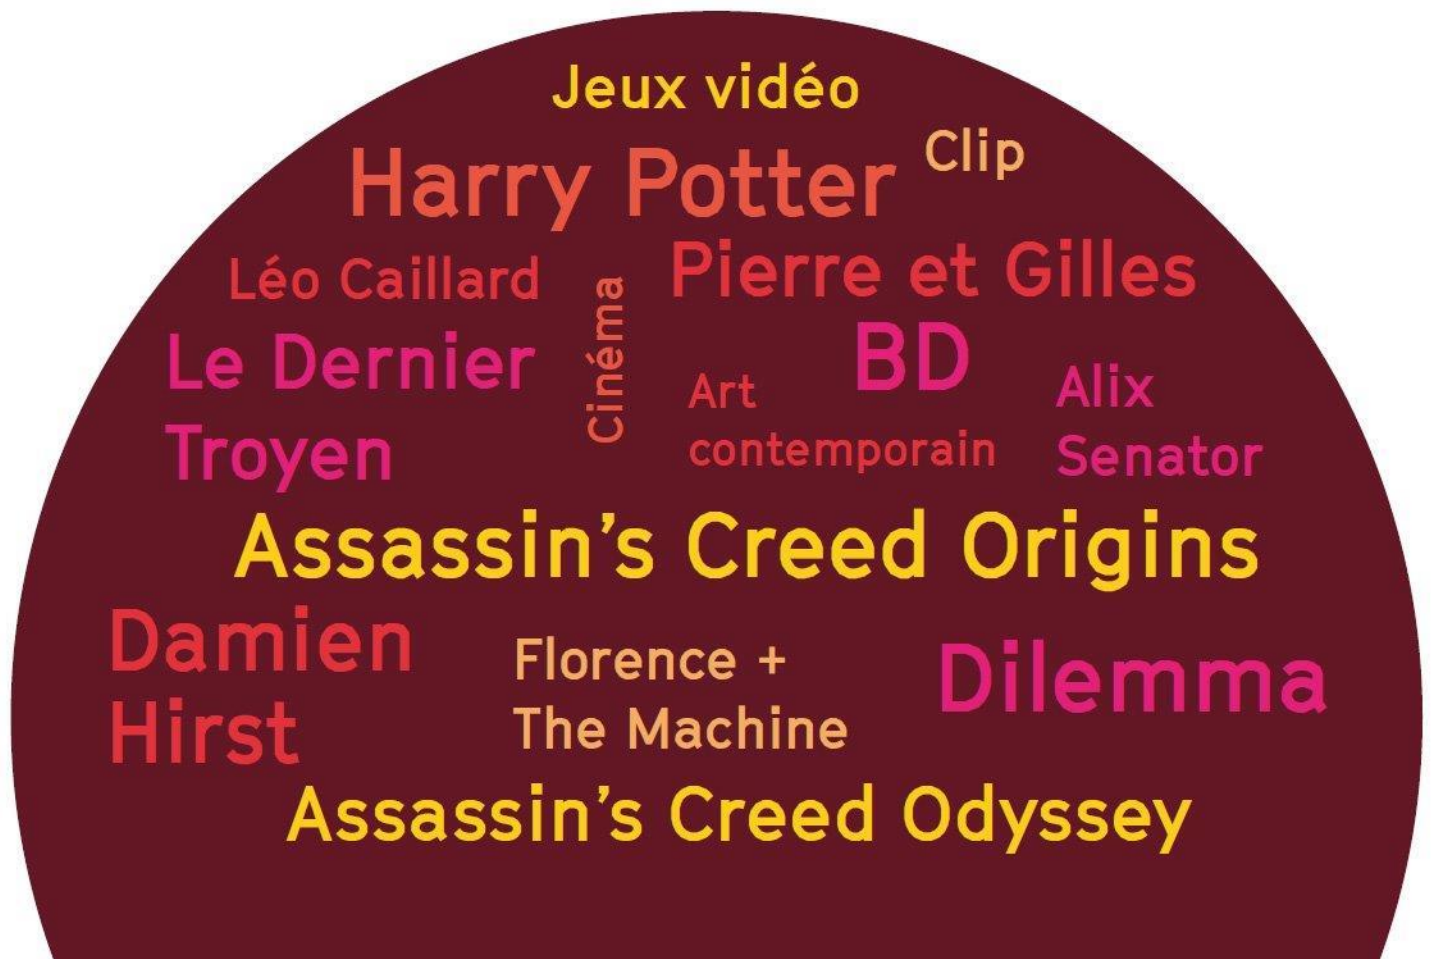 Jeux vidéo
Clip
Harry Potter
Pierre et Gilles
Léo Caillard
Cinéma
Le Dernier
Troyen
BD
Art
contemporain
Alix
Senator
Assassin’s Creed Origins
Damien
Hirst
Florence +
The Machine
Dilemma
Assassin’s Creed Odyssey